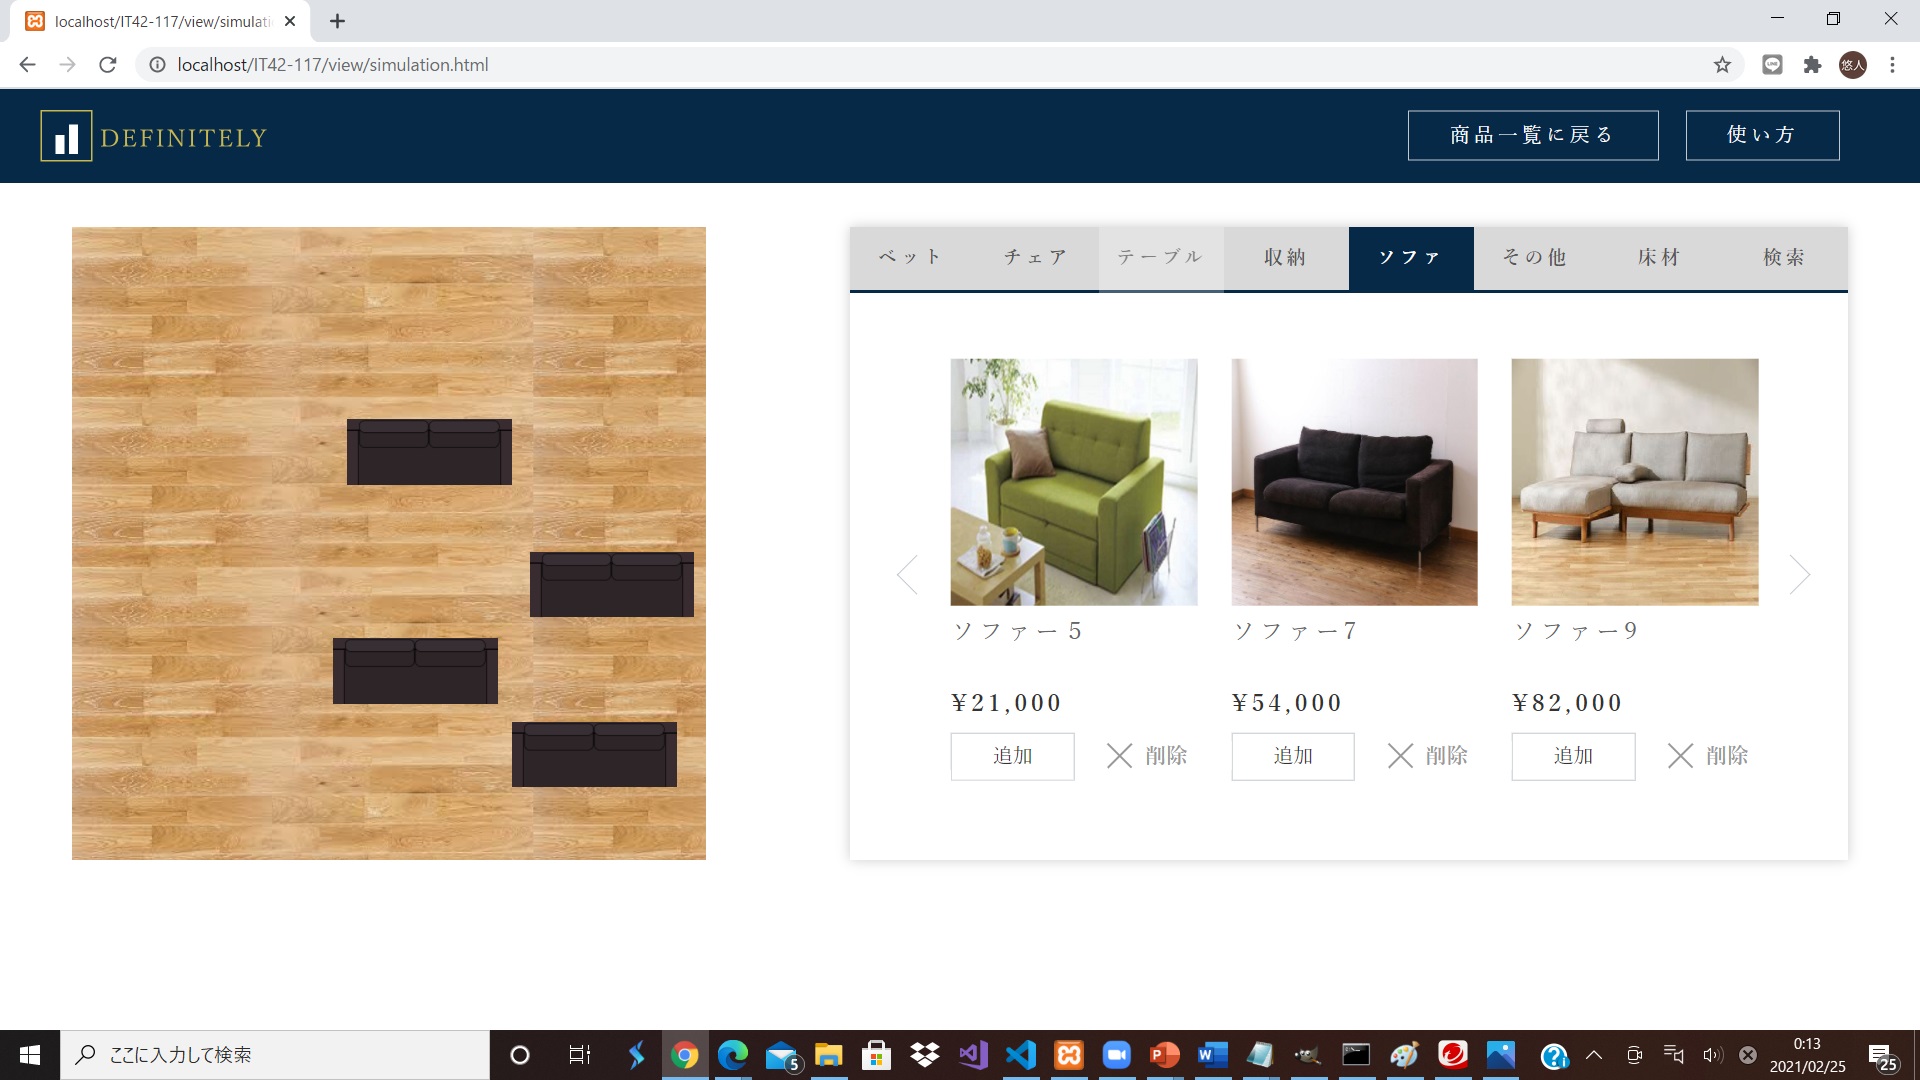 localhost/IT42-117/view/simulati
localhost/IT42-117/view/simulation.html
悠人
DEFINITELY
商品一覧に戻る
使い方
ベット
チェア
テーブル
収納
ソファ
その他
床材
検索
ソファー５
ソファー7
ソファー9
¥21,000
¥54,000
¥82,000
追加
削除
追加
削除
追加
削除
ここに入力して検索
5
0:13
2021/02/25
25